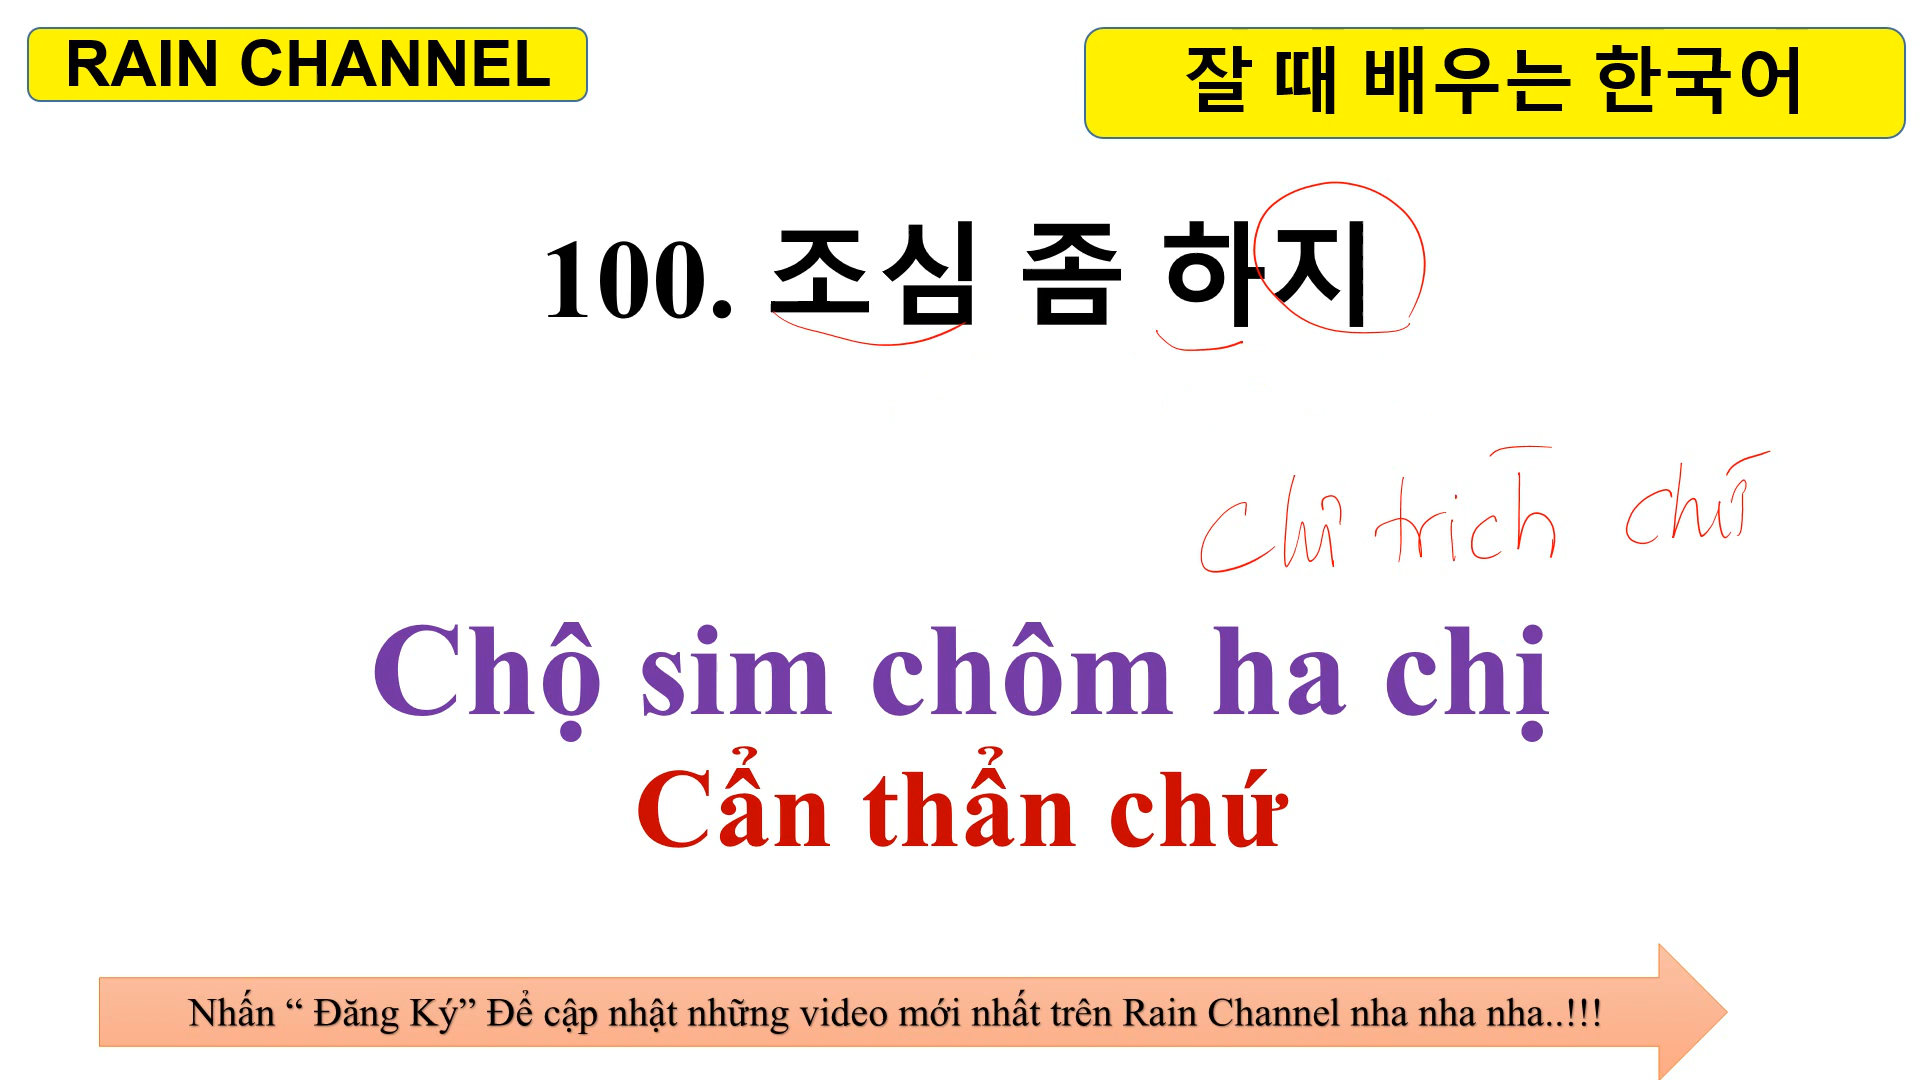 RAIN CHANNEL
잘 때 배우는 한국어
100. 조심 좀 하지
chỉ trích chứ
Chộ sim chôm ha chị
Cẩn thẩn chứ
Nhấn “ Đăng Ký” Để cập nhật những video mới nhất trên Rain Channel nha nha nha..!!!